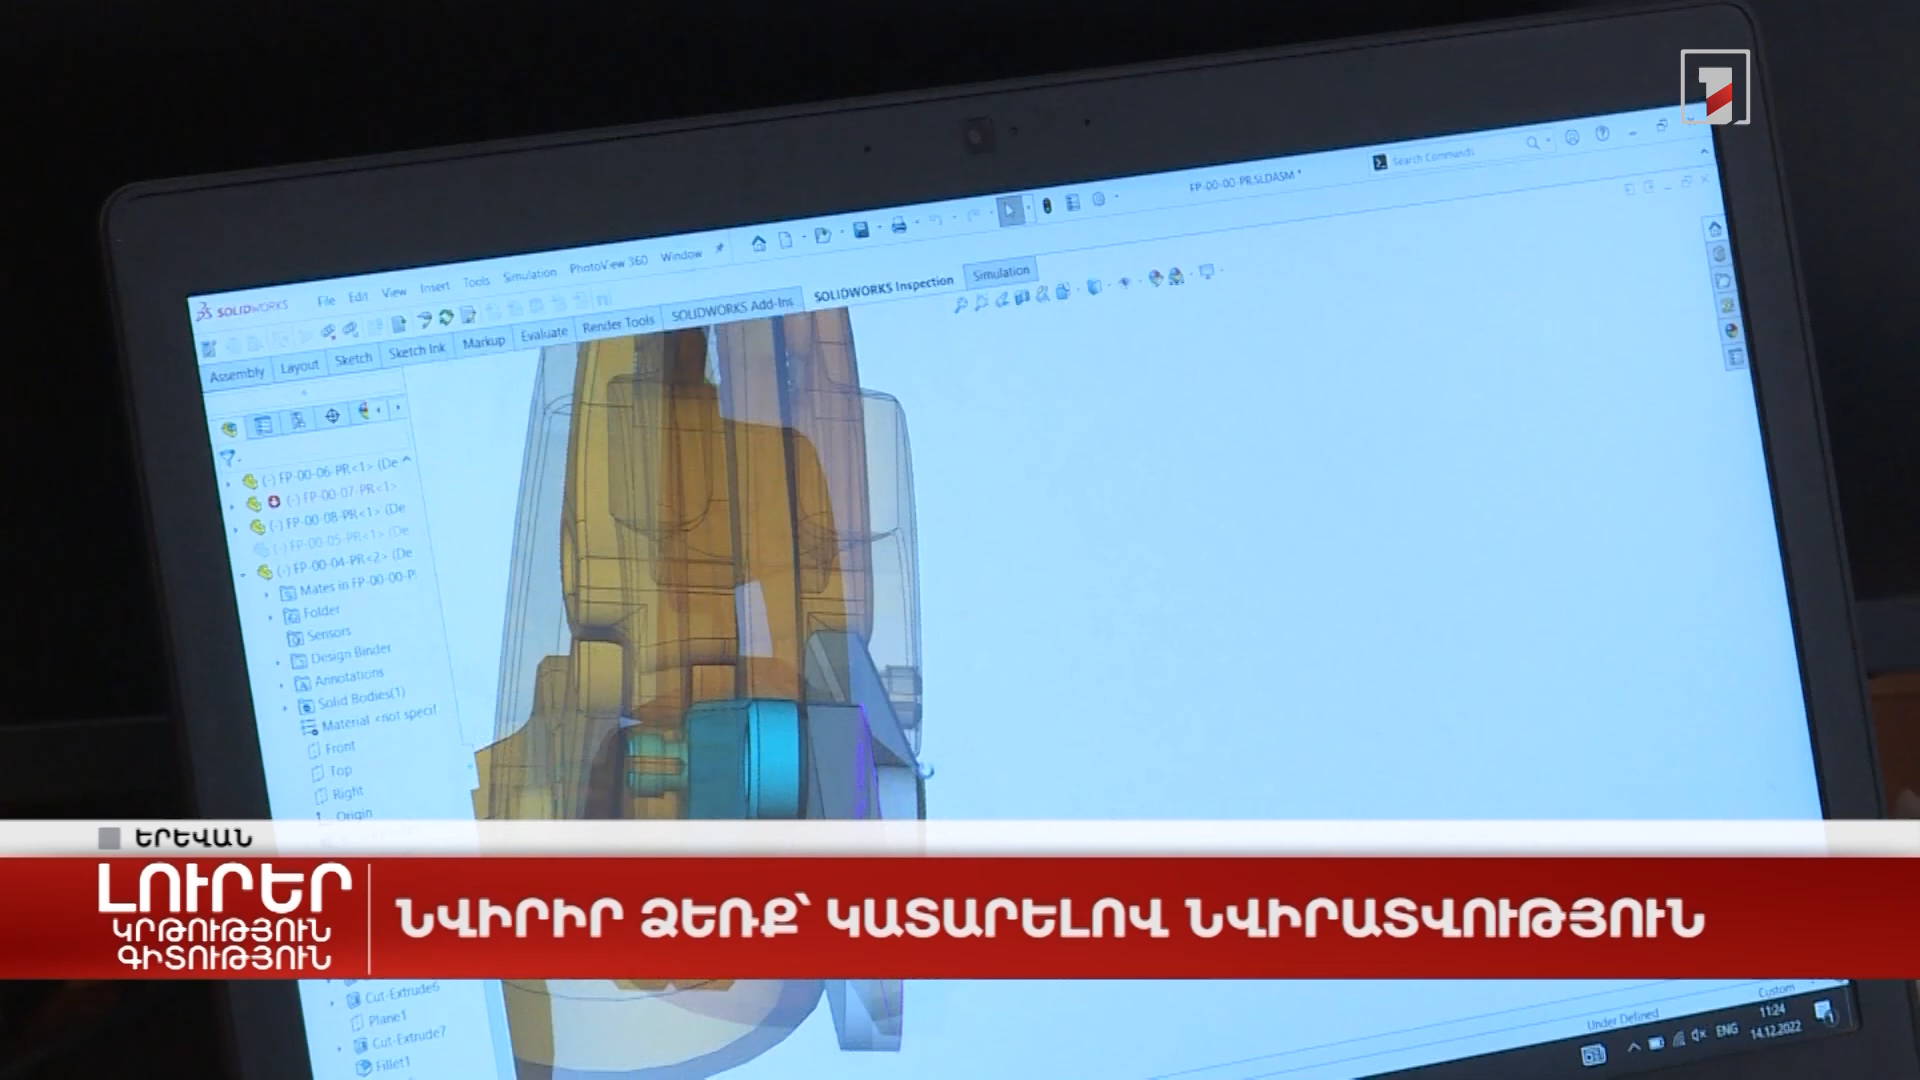 FP-00-00-PR.SLDASM *
Search Commands
SOLIDWORKS
File Edit View Insert Tools Simulation PhotoView 360 Window
Assembly Layout Sketch Sketch Ink Markup Evaluate Render Tools SOLIDWORKS Add-Ins SOLIDWORKS Inspection Simulation
(-) FP-00-06-PR<1> (De
(-) FP-00-07-PR<1>
(-) FP-00-08-PR<1> (De
(-) FP-00-05-PR<1> (De
(-) FP-00-04-PR<2> (De
Mates in FP-00-00-P
Folder
Sensors
Design Binder
Annotations
Solid Bodies(1)
Material <not specif
Front
Top
Right
Origin
ԵՐԵՎԱՆ
ԼՈՒՐԵՐ
ԿՐԹՈՒԹՅՈՒՆ
ԳԻՏՈՒԹՅՈՒՆ
ՆՎԻՐԻՐ ՁԵՌՔ՝ ԿԱՏԱՐԵԼՈՎ ՆՎԻՐԱՏՎՈՒԹՅՈՒՆ
Cut-Extrude6
Plane1
Cut-Extrude7
Fillet1
Under Defined
Custom
ENG
11:24
14.12.2022